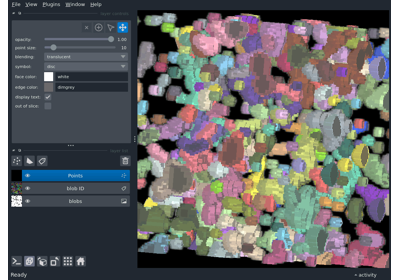 File View Plugins Window Help
opacity: 1.00
point size: 10
blending: translucent
symbol: disc
face color: white
edge color: dimgrey
display text:
out of slice:
Points
blob ID
blobs
Ready
activity